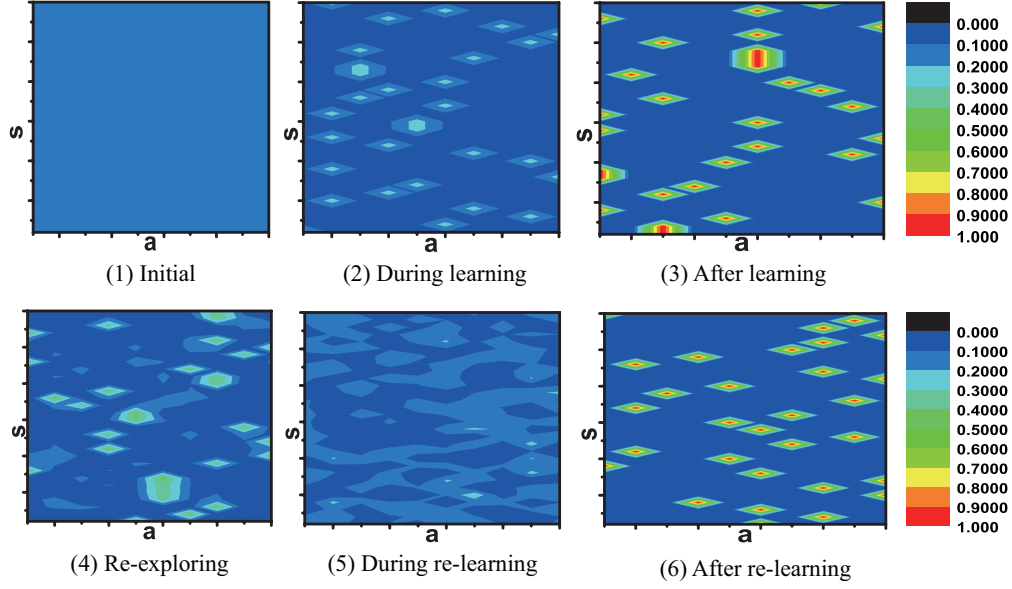 s
a
(1) Initial
s
a
(2) During learning
s
a
(3) After learning
0.000
0.1000
0.2000
0.3000
0.4000
0.5000
0.6000
0.7000
0.8000
0.9000
1.000
s
a
(4) Re-exploring
s
a
(5) During re-learning
s
a
(6) After re-learning
0.000
0.1000
0.2000
0.3000
0.4000
0.5000
0.6000
0.7000
0.8000
0.9000
1.000